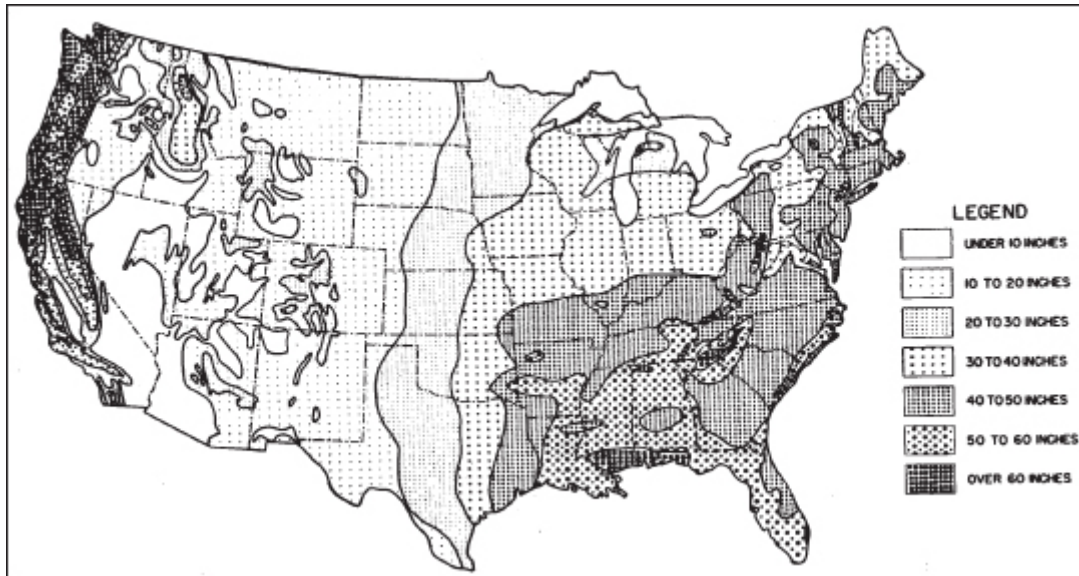 LEGEND
UNDER 10 INCHES
10 TO 20 INCHES
20 TO 30 INCHES
30 TO 40 INCHES
40 TO 50 INCHES
50 TO 60 INCHES
OVER 60 INCHES